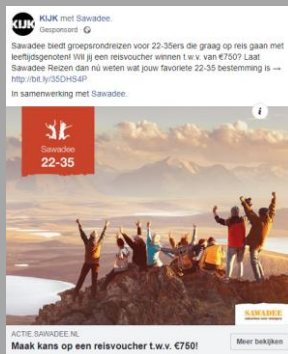 KIJK
KIJK met Sawadee.
Gesponsord ·
Sawadee biedt groepsrondreizen voor 22-35ers die graag op reis gaan met
leeftijdsgenoten! Wil jij een reisvoucher winnen t.w.v. €750? Laat
Sawadee Reizen dan nú weten wat jouw favoriete 22-35 bestemming is →
http://bit.ly/35DHS4P
In samenwerking met Sawadee.
i
Sawadee
22-35
SAWADEE
ACTIE.SAWADEE.NL
Maak kans op een reisvoucher t.w.v. €750!
Meer bekijken